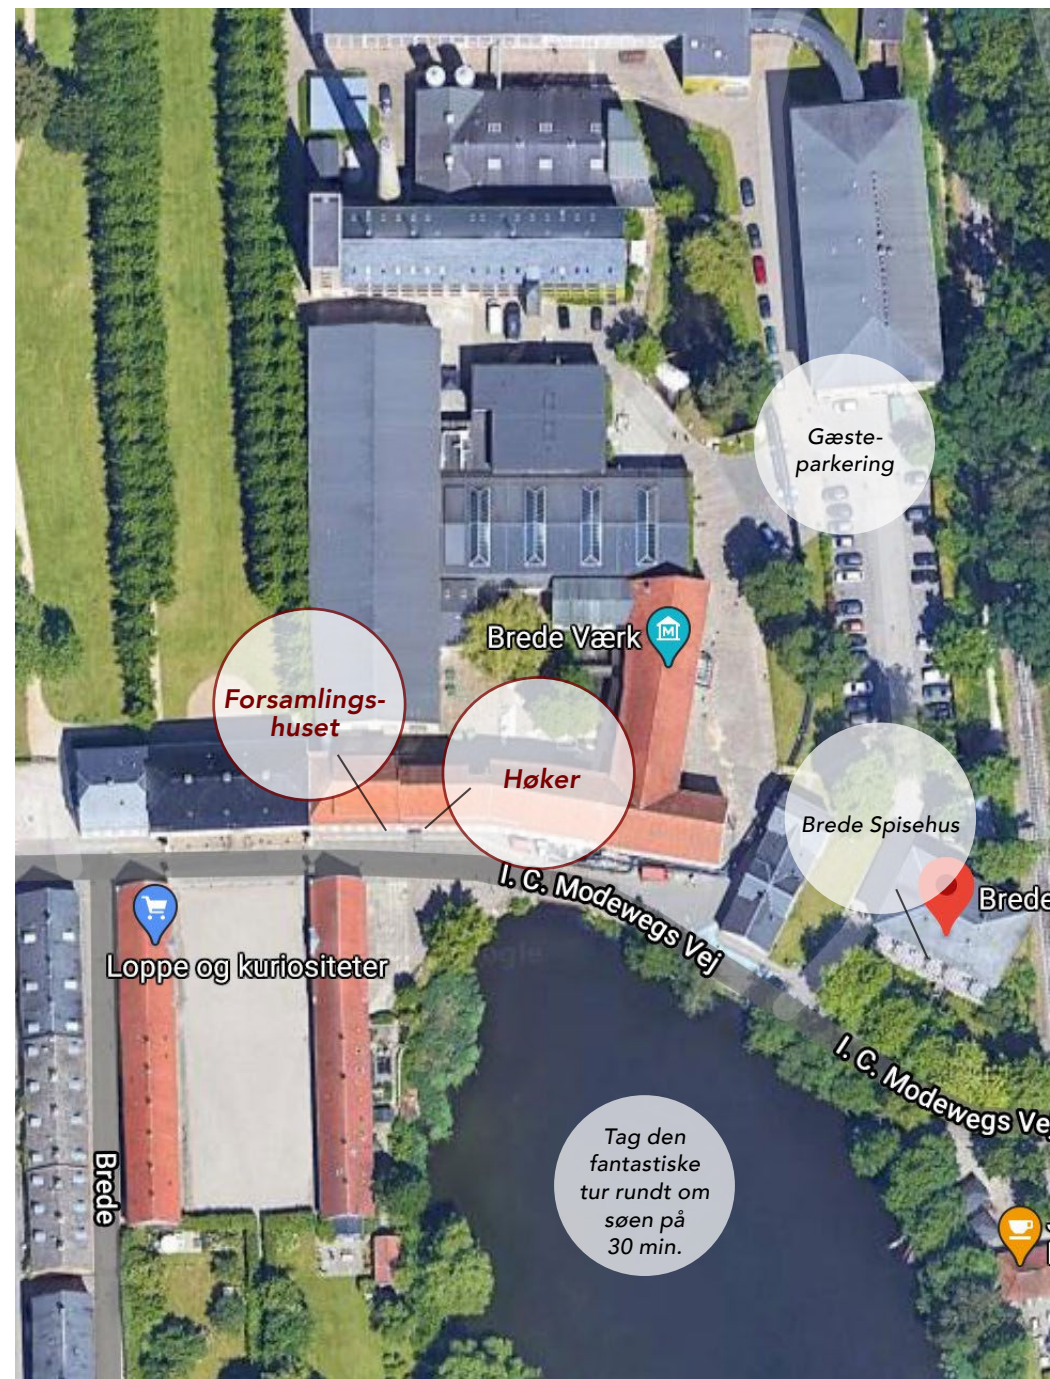 Gæste-
parkering
Brede Værk
Forsamlings-
huset
Høker
Brede Spisehus
I. C. Modewegs Vej
Brede
Loppe og kuriositeter
I. C. Modewegs Vej
Tag den
fantastiske
tur rundt om
søen på
30 min.
Brede